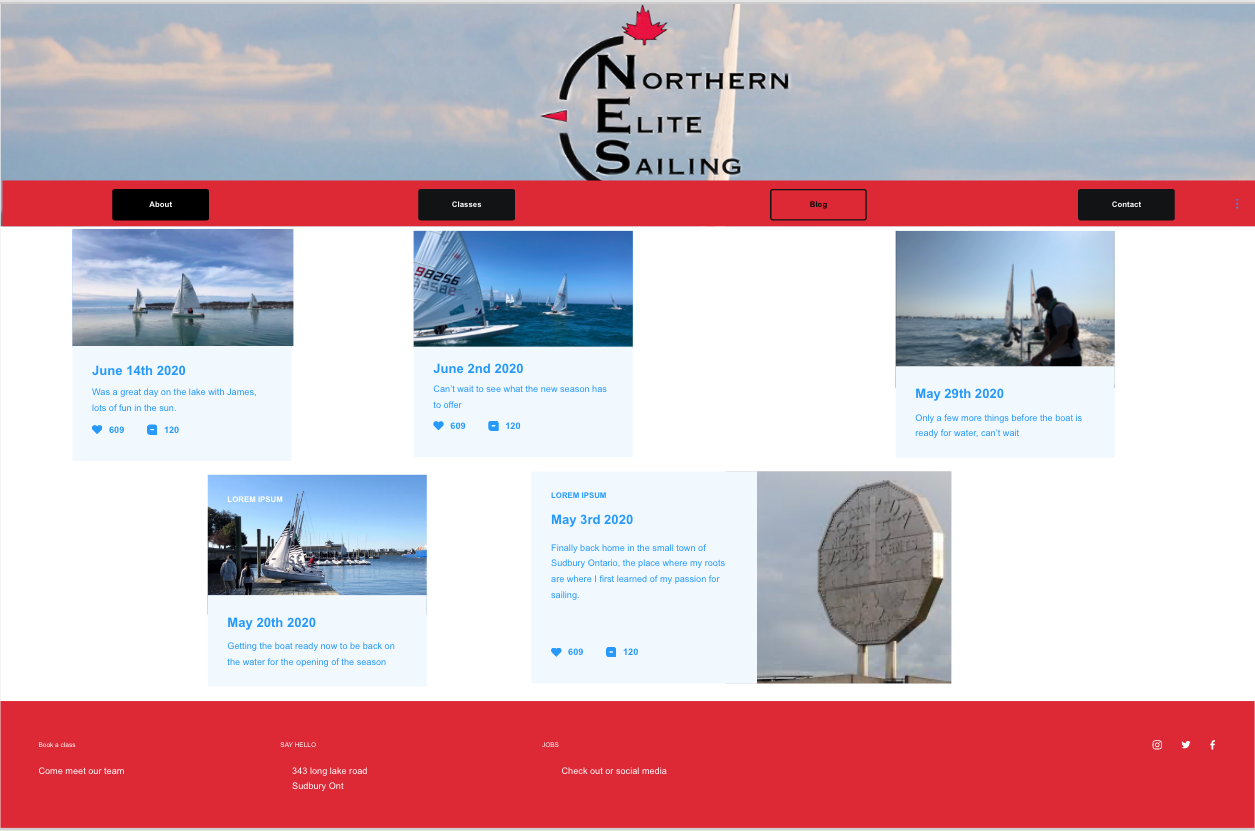 NORTHERN
ELITE
SAILING
About
Classes
Blog
Contact
98256
June 14th 2020
Was a great day on the lake with James,
lots of fun in the sun.
609 120
June 2nd 2020
Can't wait to see what the new season has
to offer
609 120
May 29th 2020
Only a few more things before the boat is
ready for water, can't wait
LOREM IPSUM
May 20th 2020
Getting the boat ready now to be back on
the water for the opening of the season
LOREM IPSUM
May 3rd 2020
Finally back home in the small town of
Sudbury Ontario, the place where my roots
are where I first learned of my passion for
sailing.
609 120
Book a class
Come meet our team
SAY HELLO
343 long lake road
Sudbury Ont
JOBS
Check out or social media